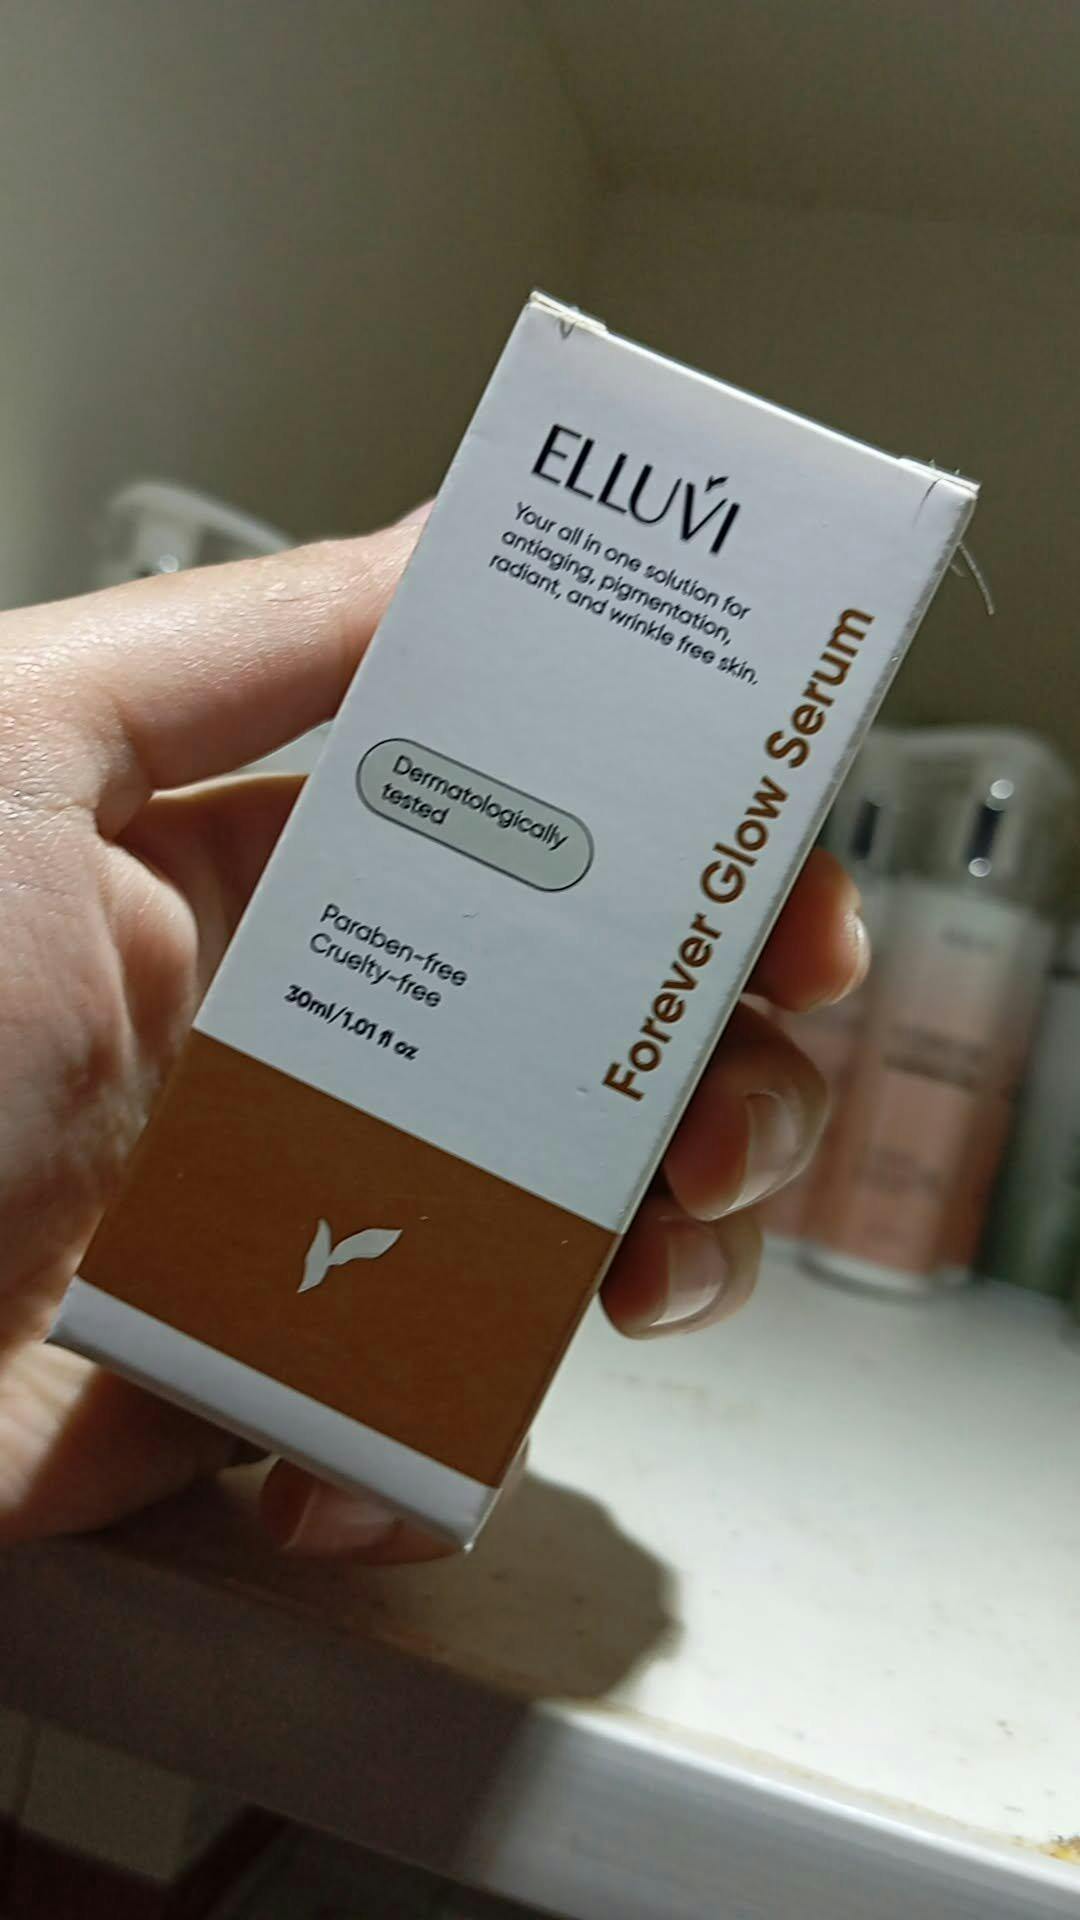 ELLUVI
Your all in one solution for
antiaging, pigmentation,
radiant, and wrinkle free skin.
Forever Glow Serum
Dermatologically
tested
Paraben-free
Cruelty-free
30ml/1.01 fl oz